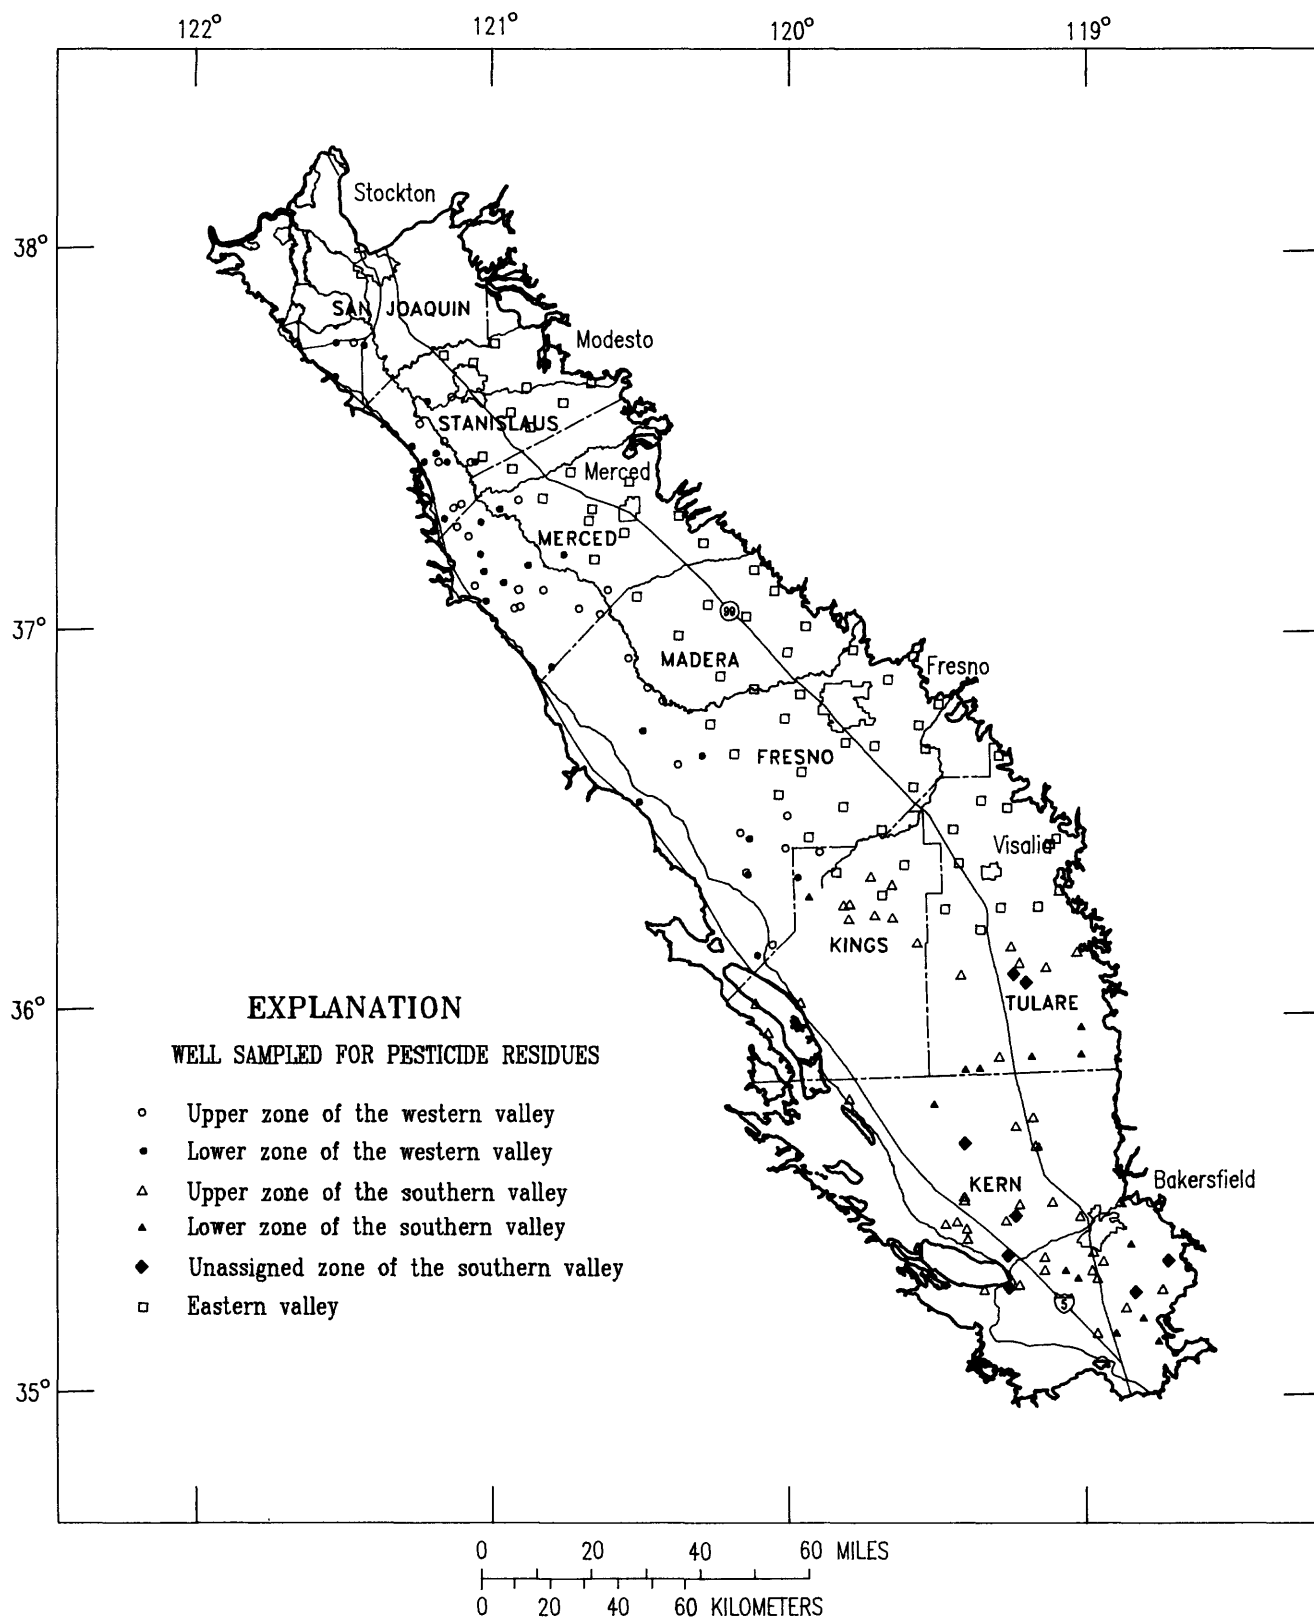 122° 121° 120° 119°
Stockton
38°
SAN JOAQUIN
Modesto
STANISLAUS
Merced
MERCED
99
37°
MADERA
Fresno
FRESNO
Visalia
KINGS
36°
TULARE
EXPLANATION
WELL SAMPLED FOR PESTICIDE RESIDUES
Upper zone of the western valley
Lower zone of the western valley
Upper zone of the southern valley
Lower zone of the southern valley
Unassigned zone of the southern valley
Eastern valley
KERN
Bakersfield
5
35°
0 20 40 60 MILES
0 20 40 60 KILOMETERS